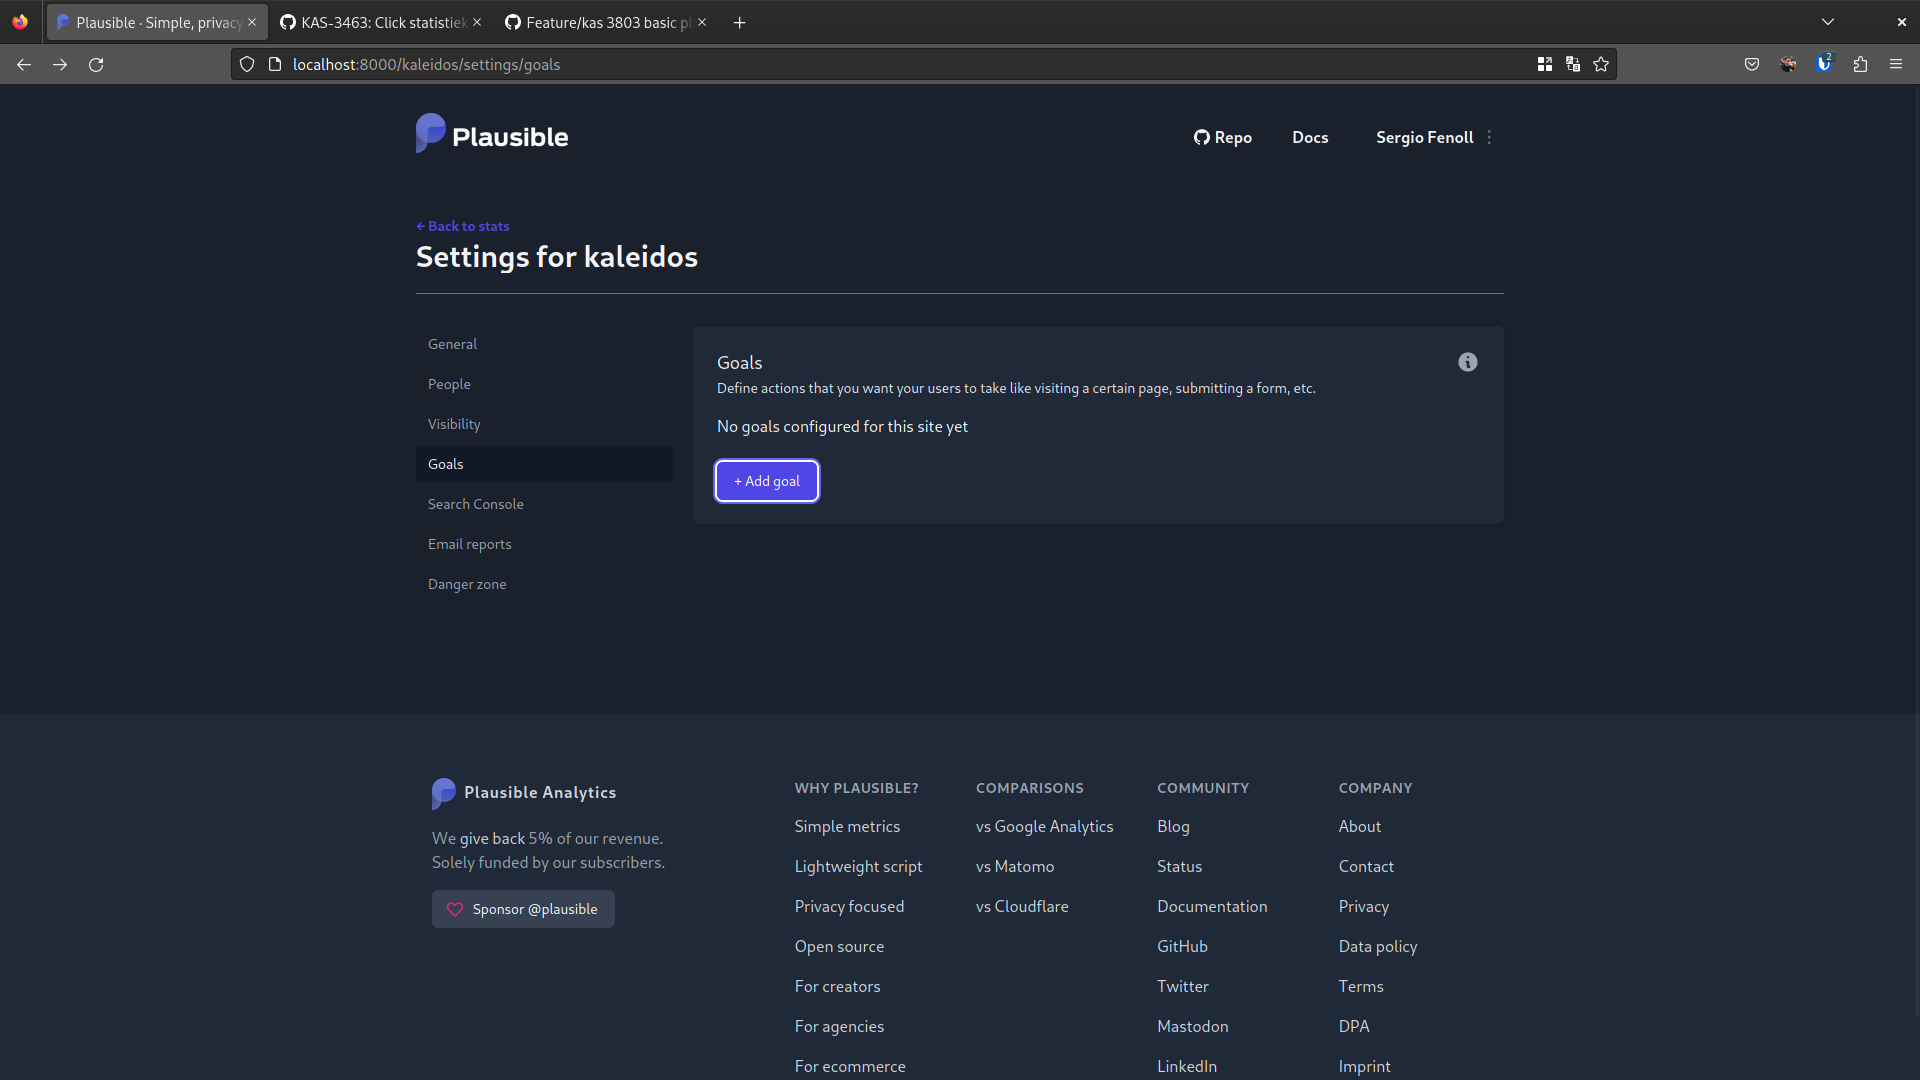 Plausible · Simple, privacy
KAS-3463: Click statistiek
Feature/kas 3803 basic pl
localhost:8000/kaleidos/settings/goals
2
Plausible
Repo
Docs
Sergio Fenoll
← Back to stats
Settings for kaleidos
General
People
Visibility
Goals
Search Console
Email reports
Danger zone
Goals
Define actions that you want your users to take like visiting a certain page, submitting a form, etc.
No goals configured for this site yet
+ Add goal
Plausible Analytics
We give back 5% of our revenue.
Solely funded by our subscribers.
Sponsor @plausible
WHY PLAUSIBLE?
Simple metrics
Lightweight script
Privacy focused
Open source
For creators
For agencies
For ecommerce
COMPARISONS
vs Google Analytics
vs Matomo
vs Cloudflare
COMMUNITY
Blog
Status
Documentation
GitHub
Twitter
Mastodon
LinkedIn
COMPANY
About
Contact
Privacy
Data policy
Terms
DPA
Imprint